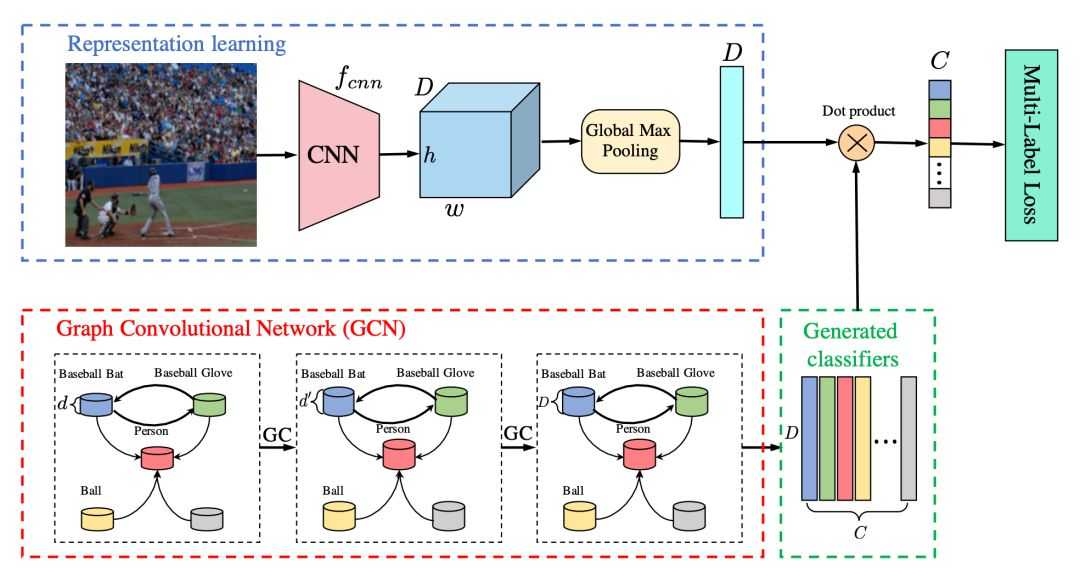 Representation learning
f_cnn
CNN
D
h
w
Global Max
Pooling
D
Dot product
C
Multi-Label Loss
Graph Convolutional Network (GCN)
Baseball Bat
Baseball Glove
d
Person
Ball
GC
Baseball Bat
Baseball Glove
d′
Person
Ball
GC
Baseball Bat
Baseball Glove
D
Person
Ball
Generated
classifiers
D
...
C